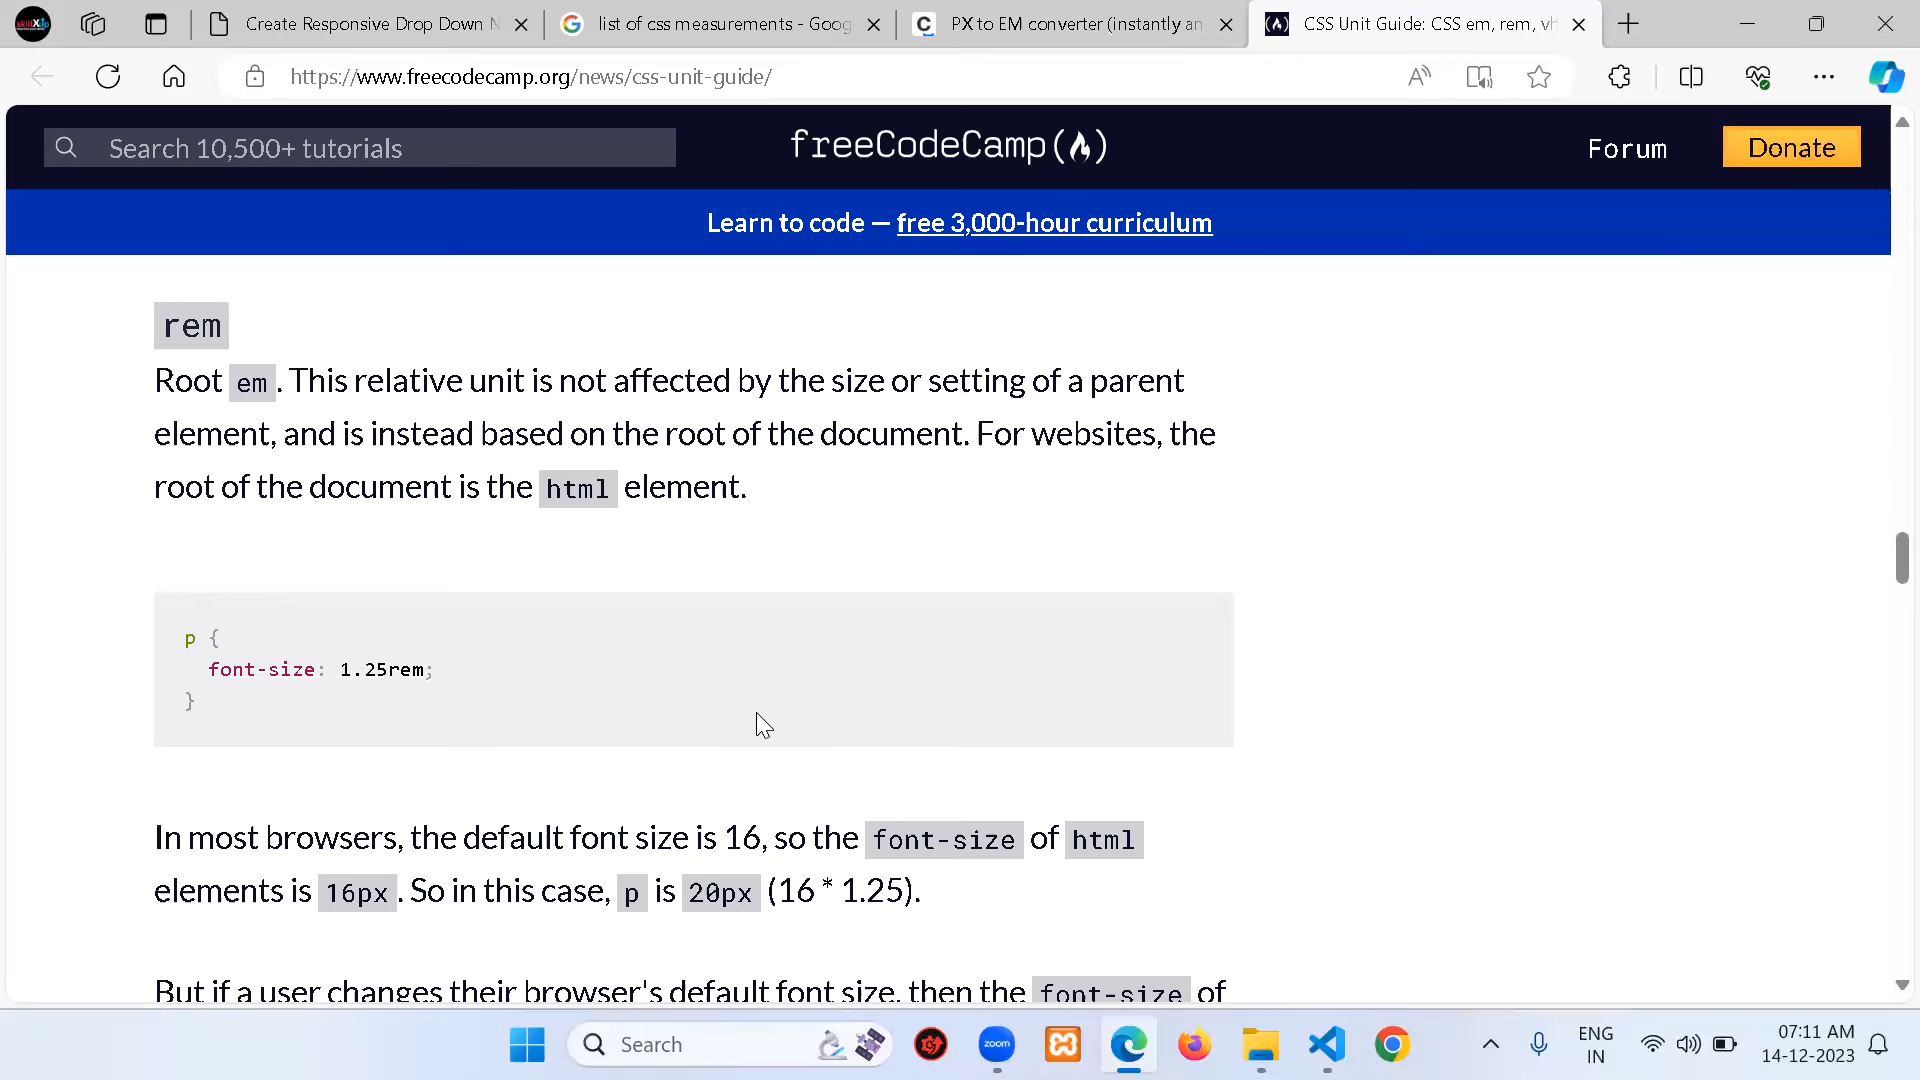 Create Responsive Drop Down N
list of css measurements - Goog
PX to EM converter (instantly an
CSS Unit Guide: CSS em, rem, vh
https://www.freecodecamp.org/news/css-unit-guide/
Search 10,500+ tutorials
freeCodeCamp(🔥)
Forum
Donate
Learn to code — free 3,000-hour curriculum
rem
Root em. This relative unit is not affected by the size or setting of a parent
element, and is instead based on the root of the document. For websites, the
root of the document is the html element.
p {
font-size: 1.25rem;
}
In most browsers, the default font size is 16, so the font-size of html
elements is 16px. So in this case, p is 20px (16 * 1.25).
But if a user changes their browser's default font size, then the font-size of
Search
zoom
ENG
IN
07:11 AM
14-12-2023